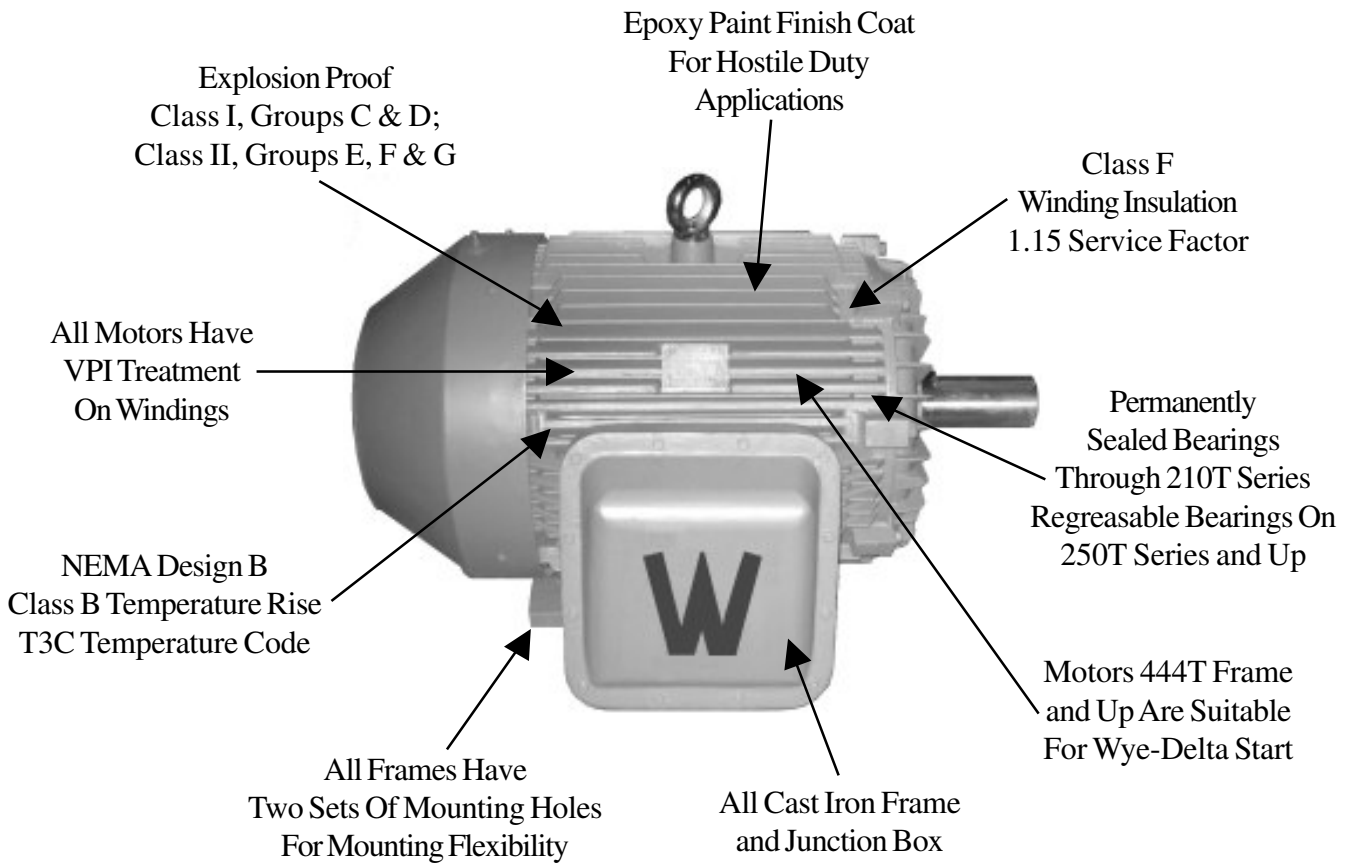 Epoxy Paint Finish Coat
For Hostile Duty
Applications
Explosion Proof
Class I, Groups C & D;
Class II, Groups E, F & G
Class F
Winding Insulation
1.15 Service Factor
All Motors Have
VPI Treatment
On Windings
Permanently
Sealed Bearings
Through 210T Series
Regreasable Bearings On
250T Series and Up
NEMA Design B
Class B Temperature Rise
T3C Temperature Code
W
Motors 444T Frame
and Up Are Suitable
For Wye-Delta Start
All Frames Have
Two Sets Of Mounting Holes
For Mounting Flexibility
All Cast Iron Frame
and Junction Box